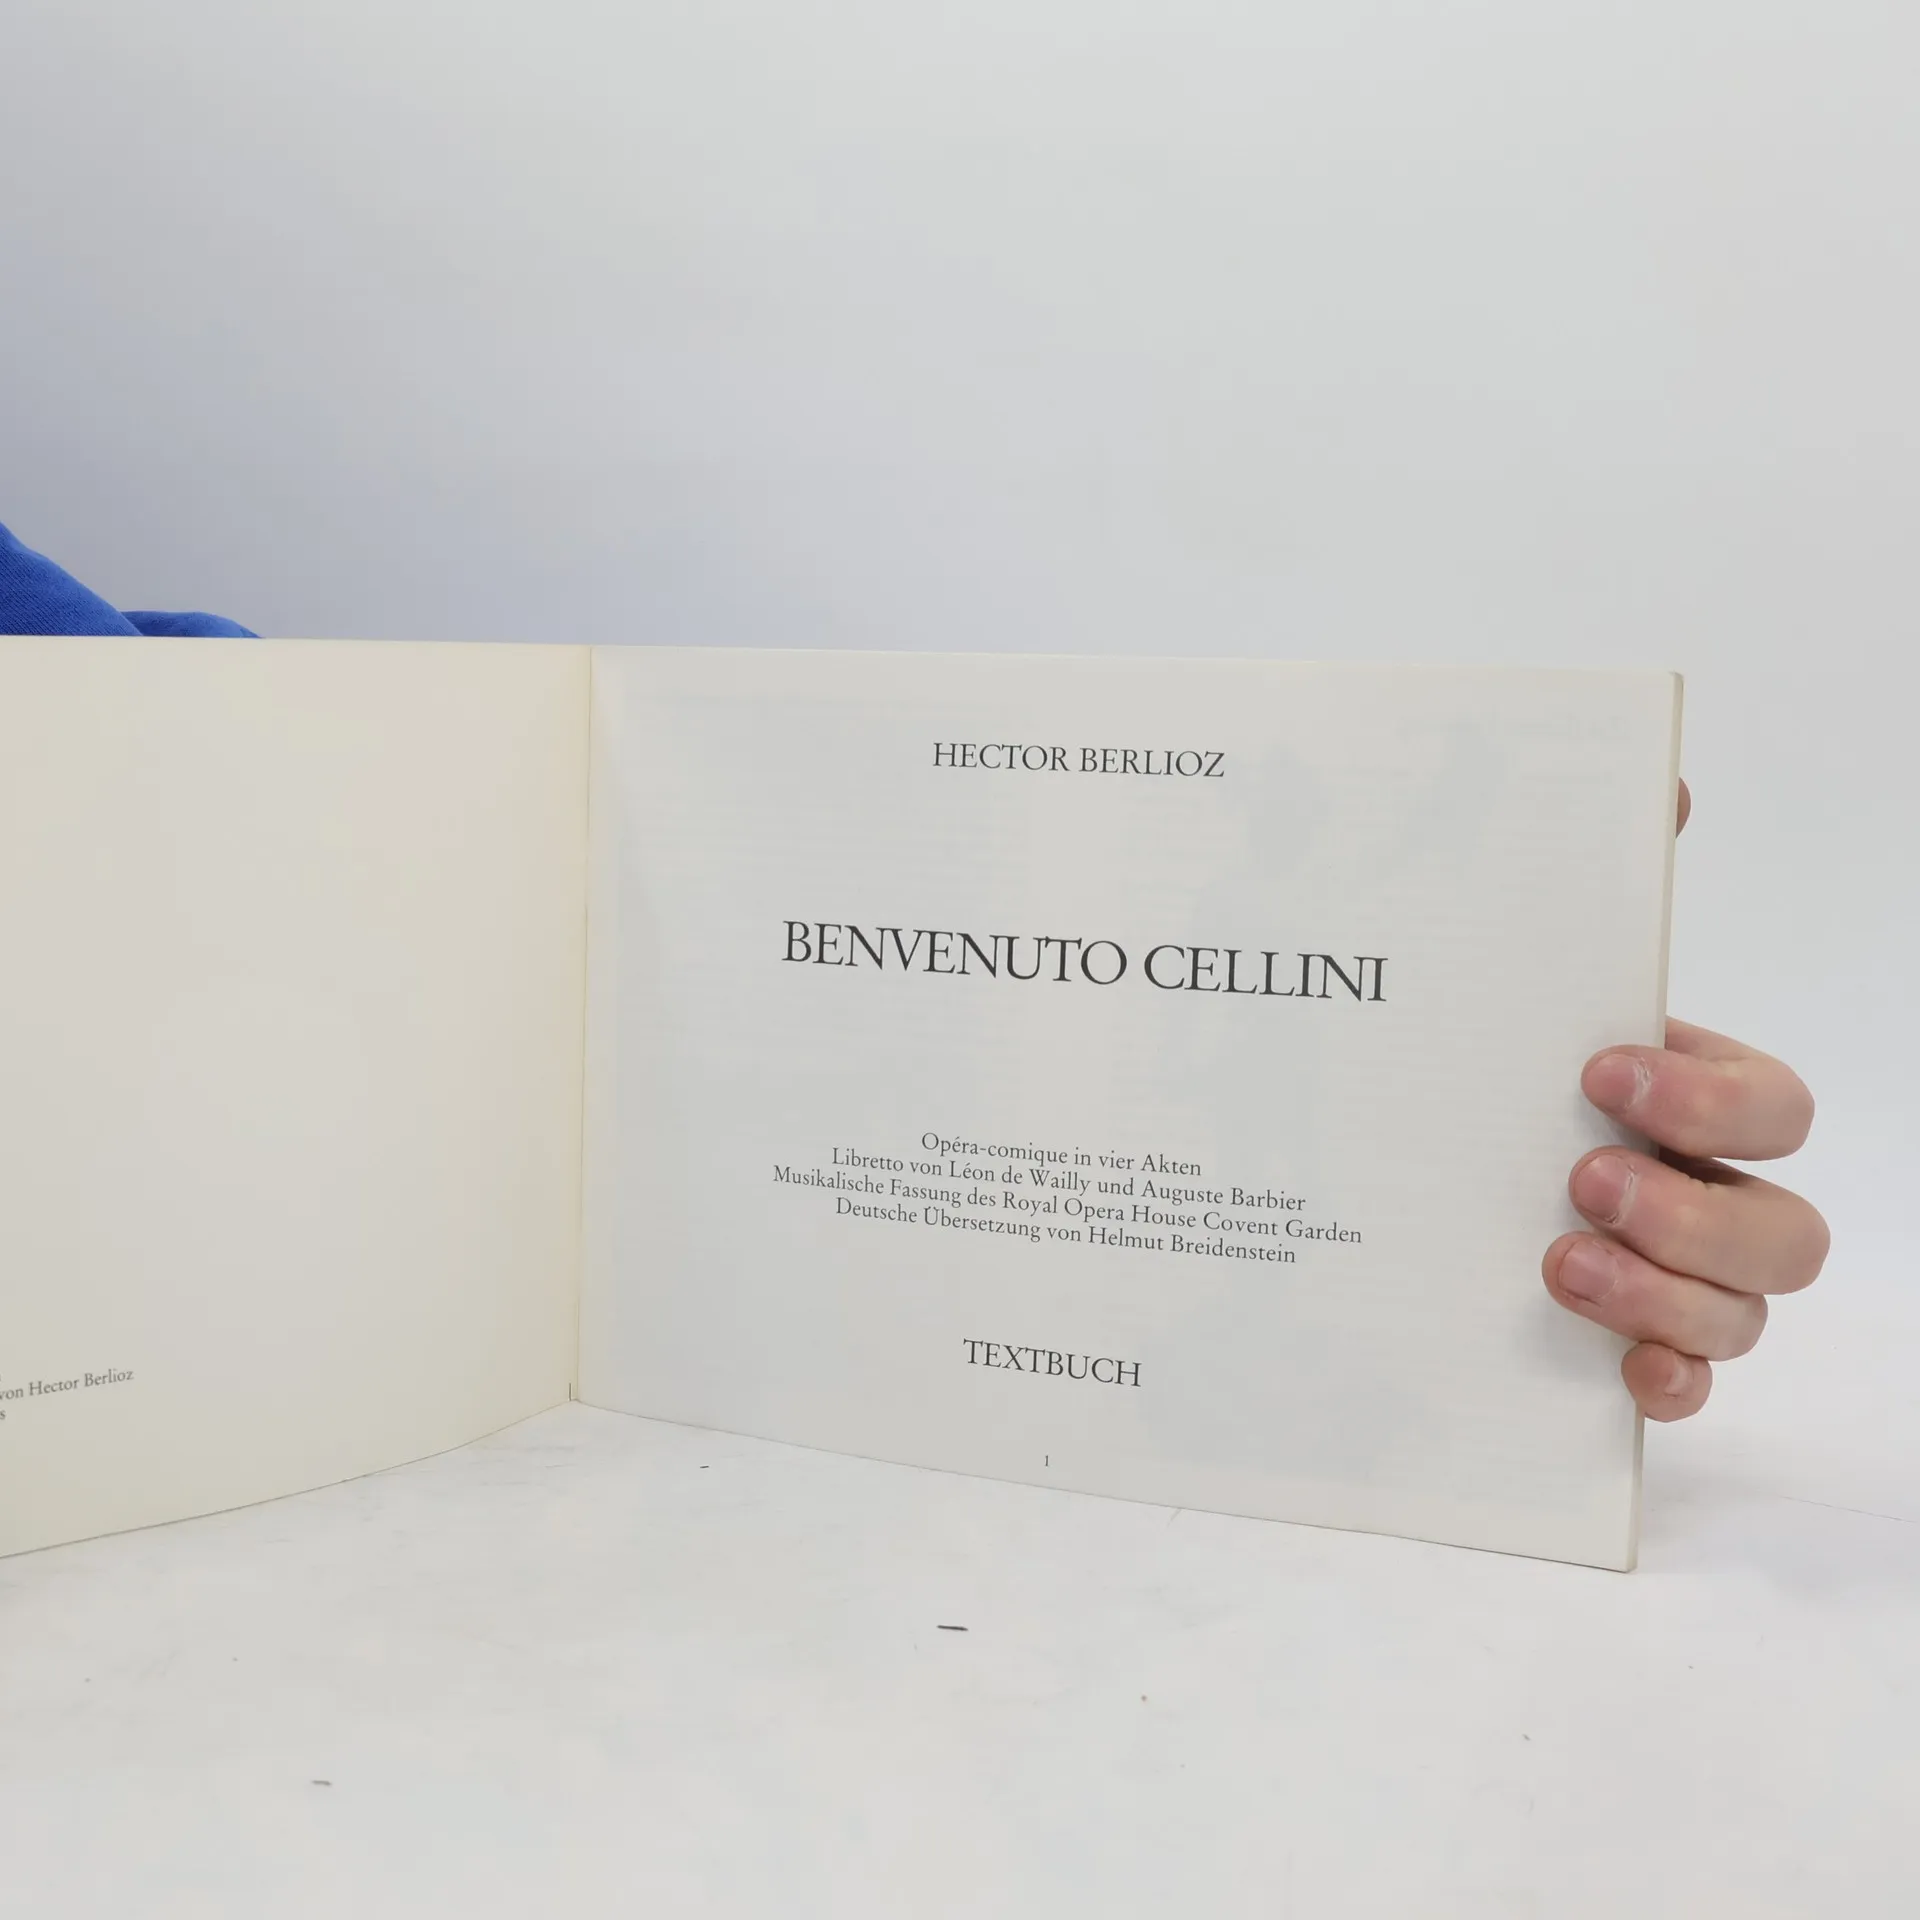 von Hector Berlioz
s
HECTOR BERLIOZ
BENVENUTO CELLINI
Opéra-comique in vier Akten
Libretto von Léon de Wailly und Auguste Barbier
Musikalische Fassung des Royal Opera House Covent Garden
Deutsche Übersetzung von Helmut Breidenstein
TEXTBUCH
1